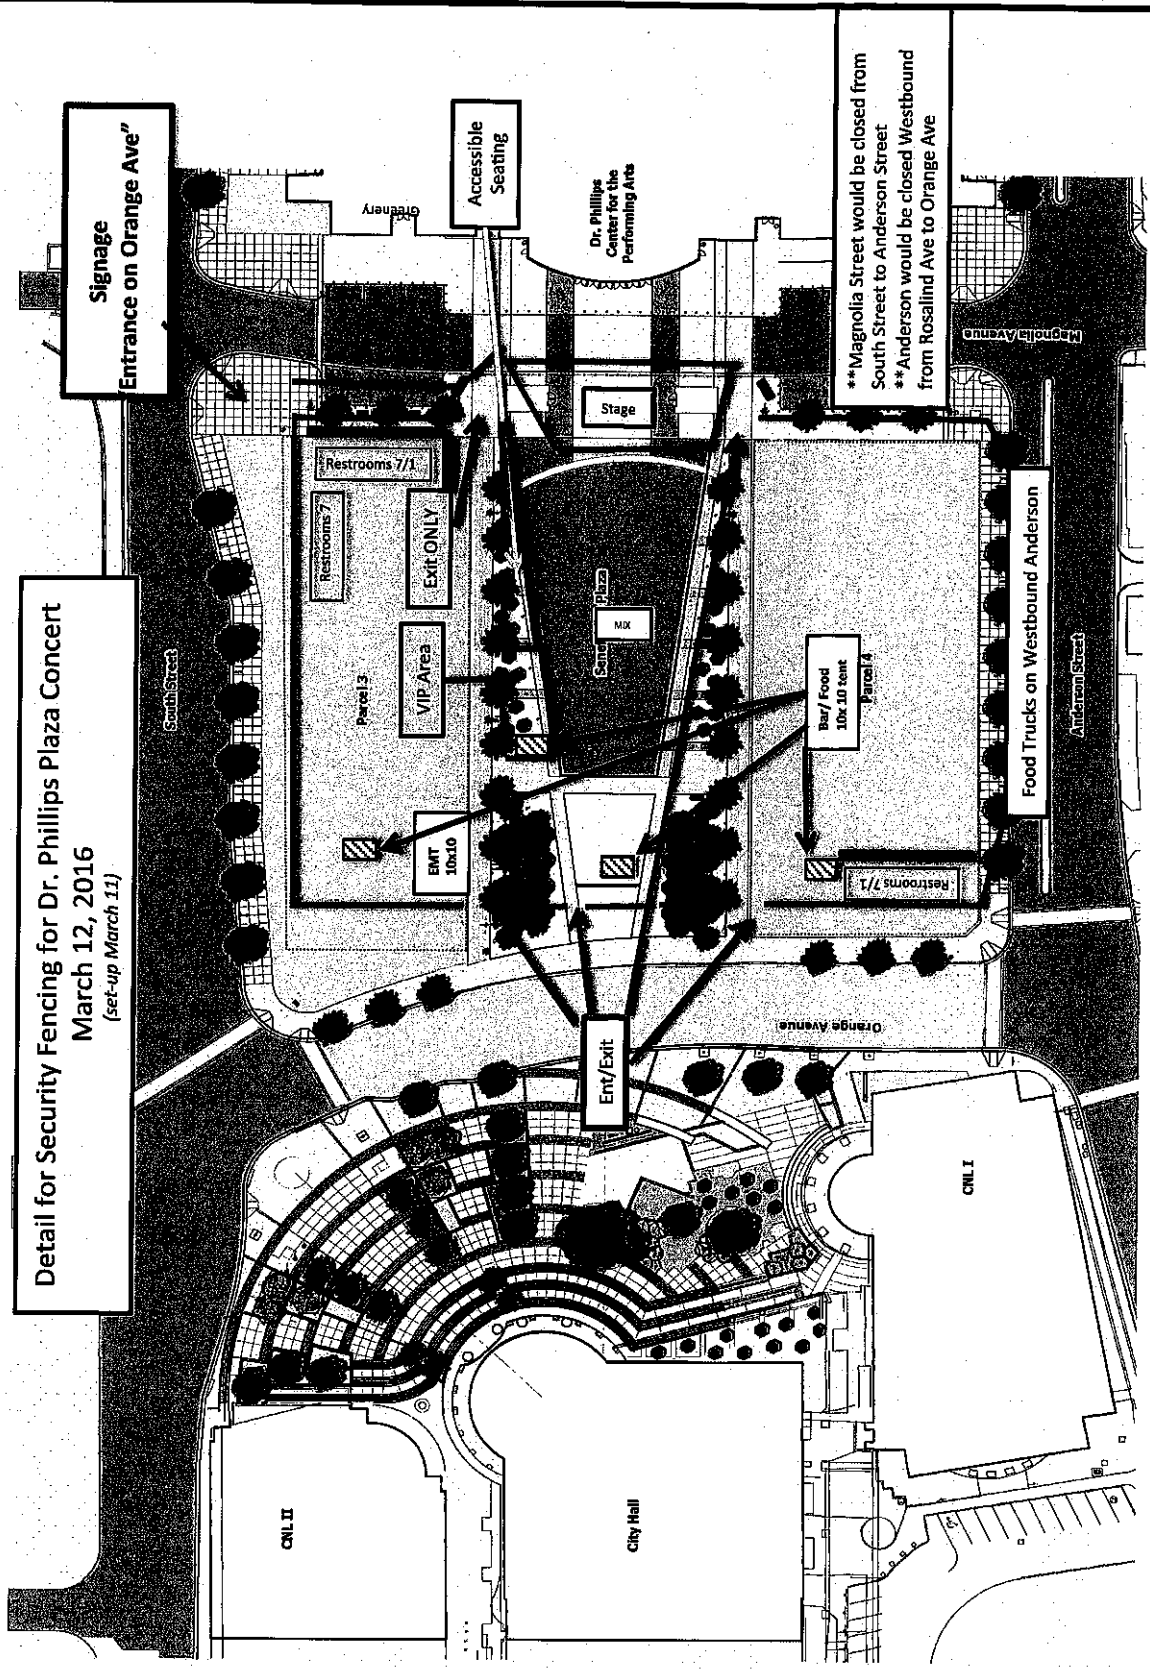 Detail for Security Fencing for Dr. Phillips Plaza Concert
March 12, 2016
(set-up March 11)
Signage
"Entrance on Orange Ave"
South Street
Greenery
Accessible
Seating
Restrooms 7/1
Restrooms 7
Exit ONLY
VIP Area
Parcel 3
EMT
10x10
Dr. Phillips
Center for the
Performing Arts
Stage
Plaza
MIX
Bar/ Food
10x 10 tent
Parcel 4
Restrooms 7/1
Ent/Exit
Orange Avenue
**Magnolia Street would be closed from
South Street to Anderson Street
**Anderson would be closed Westbound
from Rosalind Ave to Orange Ave
Magnolia Avenue
Food Trucks on Westbound Anderson
Anderson Street
CNL II
City Hall
CNL I